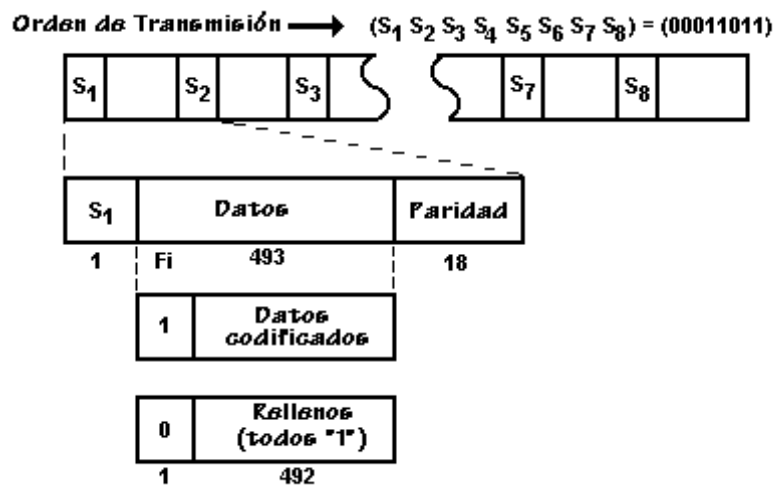 Orden de Transmisión → (S1 S2 S3 S4 S5 S6 S7 S8) = (00011011)
S1 S2 S3 S7 S8
S1 Datos Paridad
1 Fi 493 18
1 Datos
codificados
0 Rellenos
(todos "1")
1 492